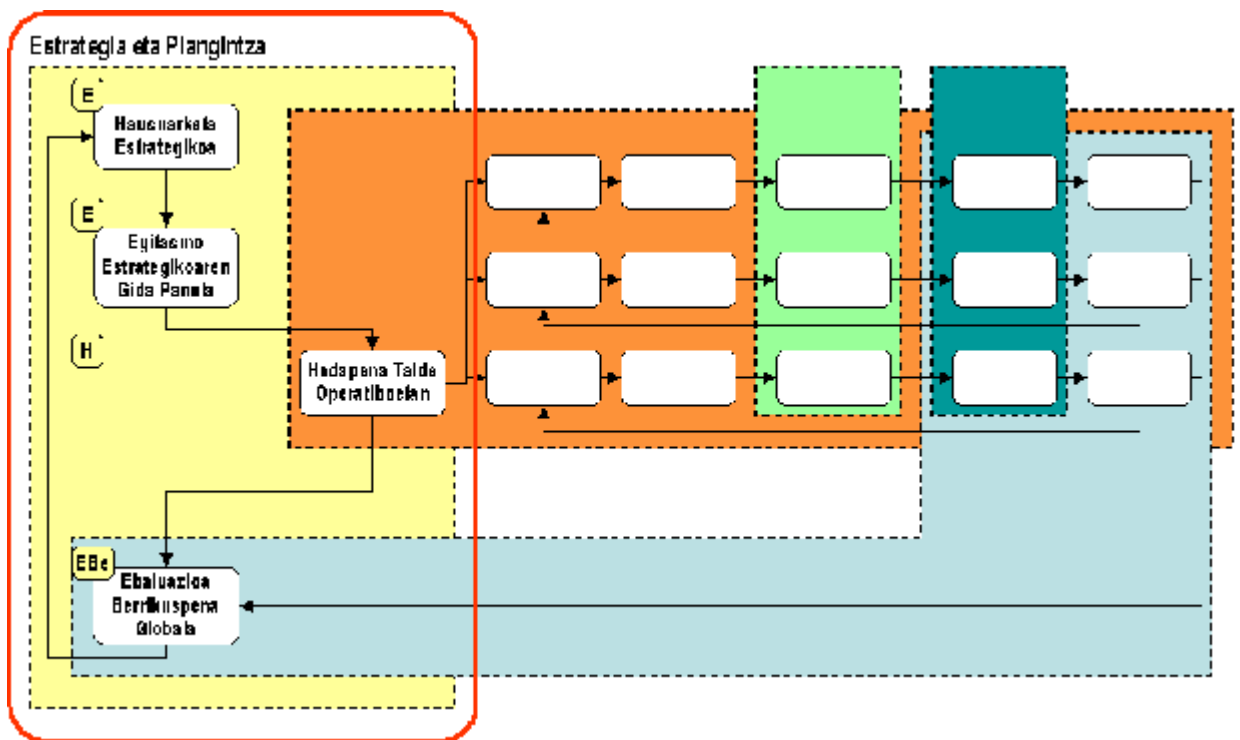 Estrategia eta Plangintza
E
Hausnarketa
Estrategikoa
E
Egitasmo
Estrategikoaren
Gida Panela
H
Hedapena Talde
Operatiboetan
EBe
Ebaluazioa
Berrikuspena
Globala